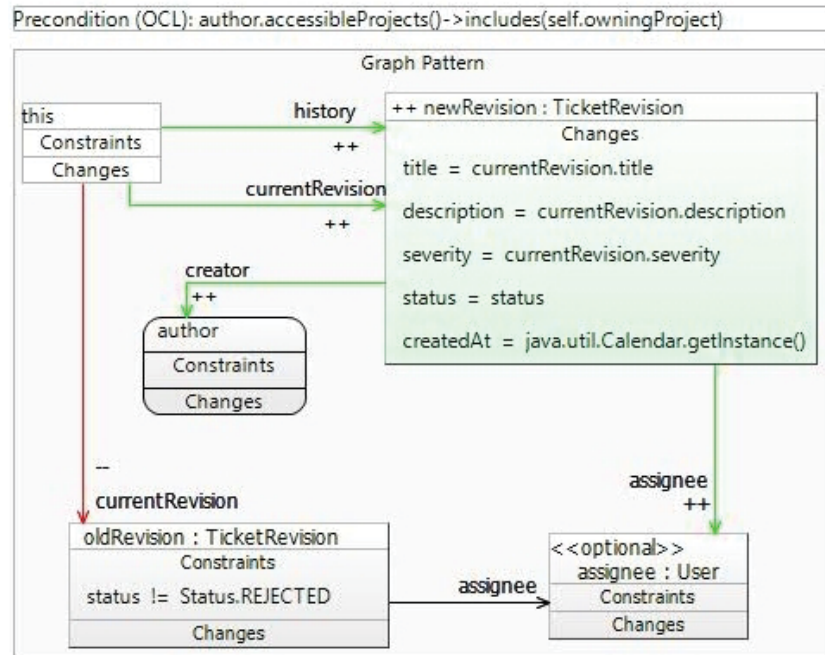 Precondition (OCL): author.accessibleProjects()->includes(self.owningProject)
Graph Pattern
this
Constraints
Changes
history
++
currentRevision
++
++ newRevision : TicketRevision
Changes
title = currentRevision.title
description = currentRevision.description
severity = currentRevision.severity
status = status
createdAt = java.util.Calendar.getInstance()
creator
++
author
Constraints
Changes
--
currentRevision
assignee
++
oldRevision : TicketRevision
Constraints
status != Status.REJECTED
Changes
assignee
<<optional>>
assignee : User
Constraints
Changes